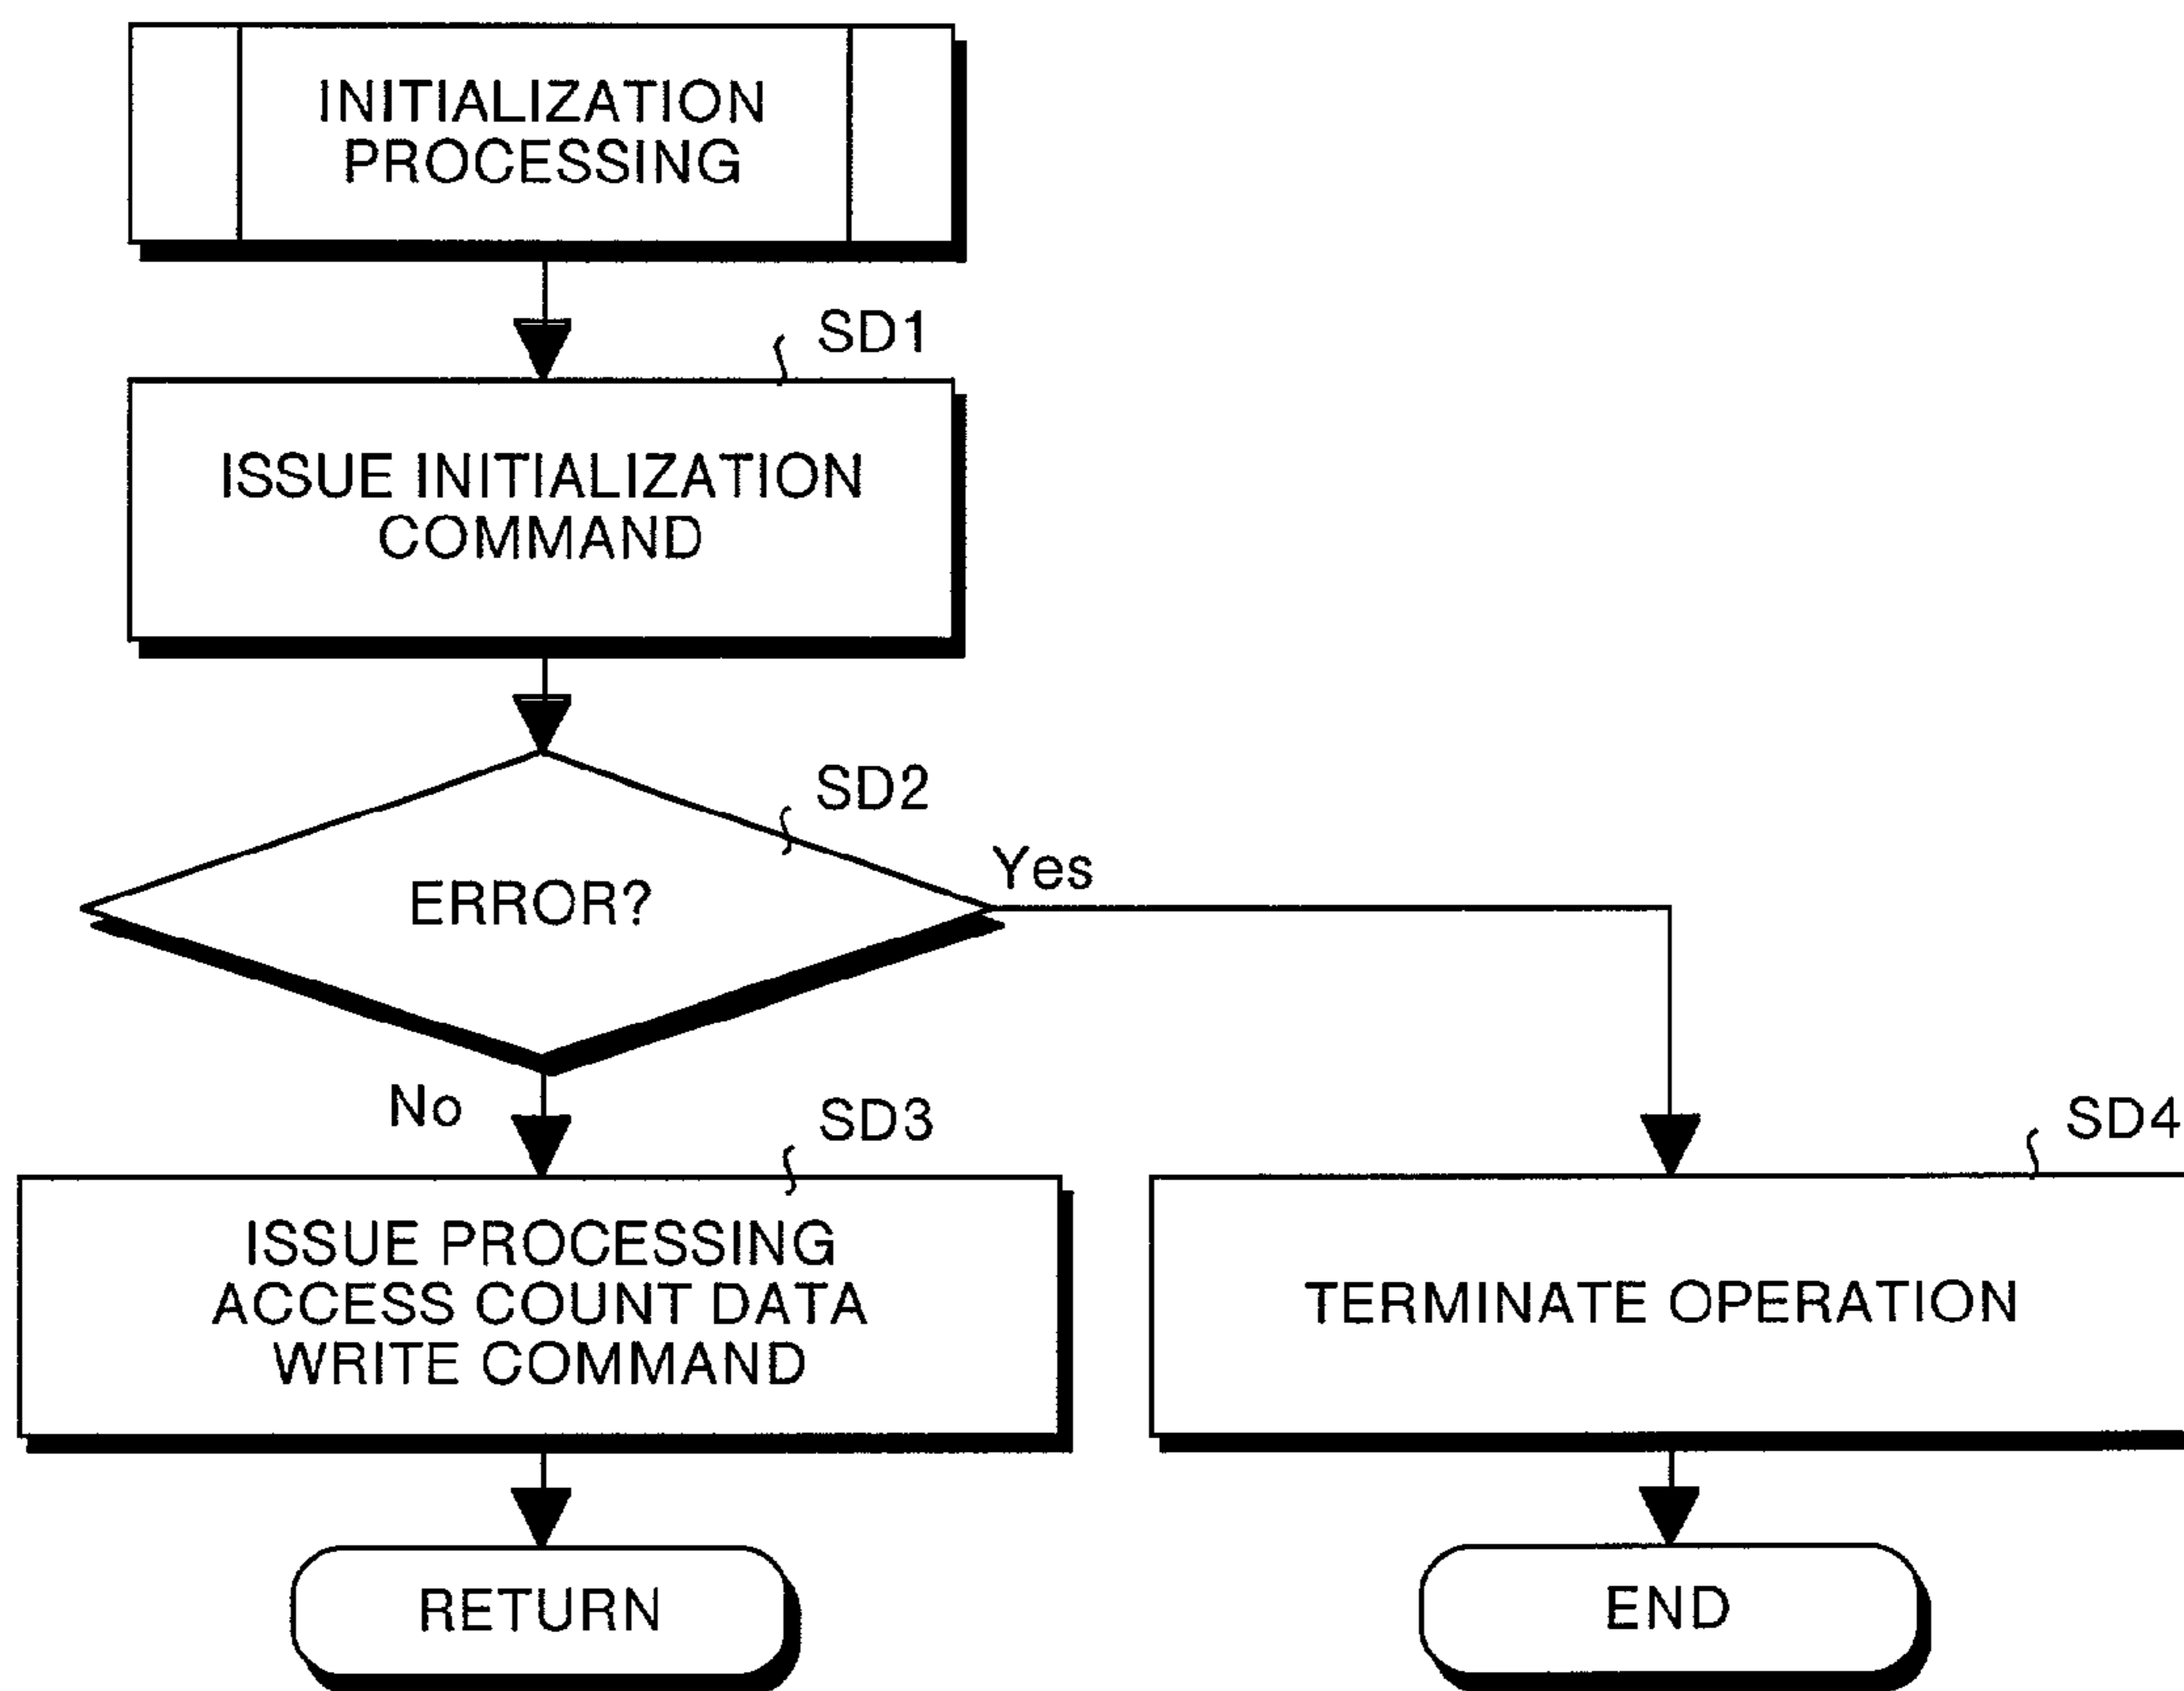 INITIALIZATION
PROCESSING
SD1
ISSUE INITIALIZATION
COMMAND
SD2
ERROR?
Yes
No
SD3
SD4
ISSUE PROCESSING
ACCESS COUNT DATA
WRITE COMMAND
TERMINATE OPERATION
RETURN
END